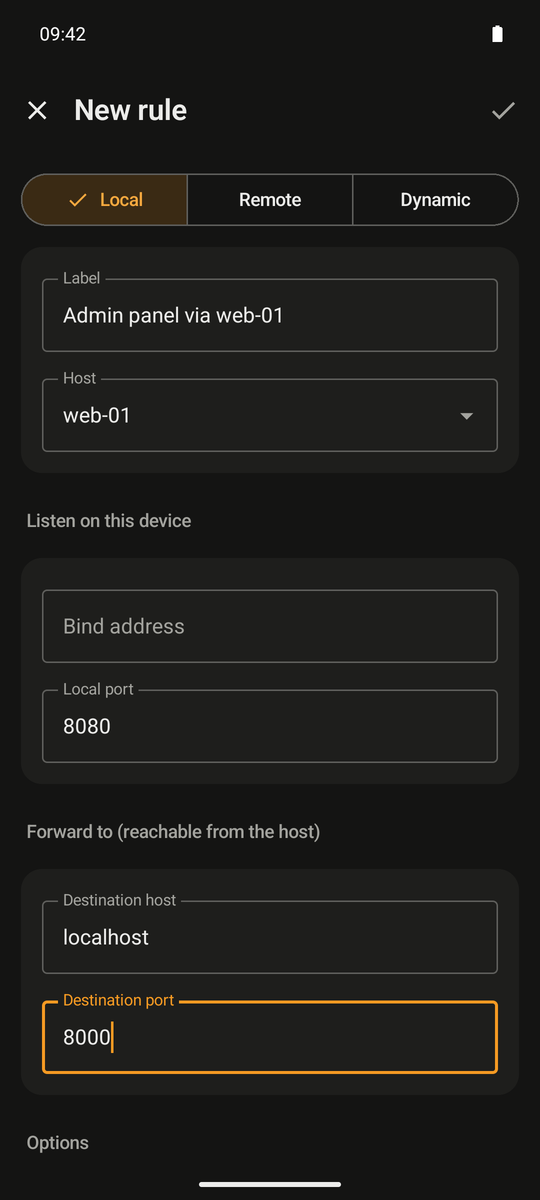 09:42
New rule
Local
Remote
Dynamic
Label
Admin panel via web-01
Host
web-01
Listen on this device
Bind address
Local port
8080
Forward to (reachable from the host)
Destination host
localhost
Destination port
8000
Options